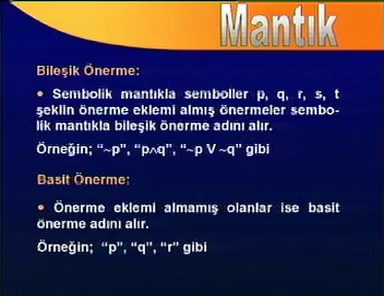 Mantık
Bileşik Önerme:
• Sembolik mantıkla semboller p, q, r, s, t
şeklin önerme eklemi almış önermeler sembo-
lik mantıkla bileşik önerme adını alır.
Örneğin; “~p”, “p∧q”, “~p V ~q” gibi
Basit Önerme:
• Önerme eklemi almamış olanlar ise basit
önerme adını alır.
Örneğin; “p”, “q”, “r” gibi